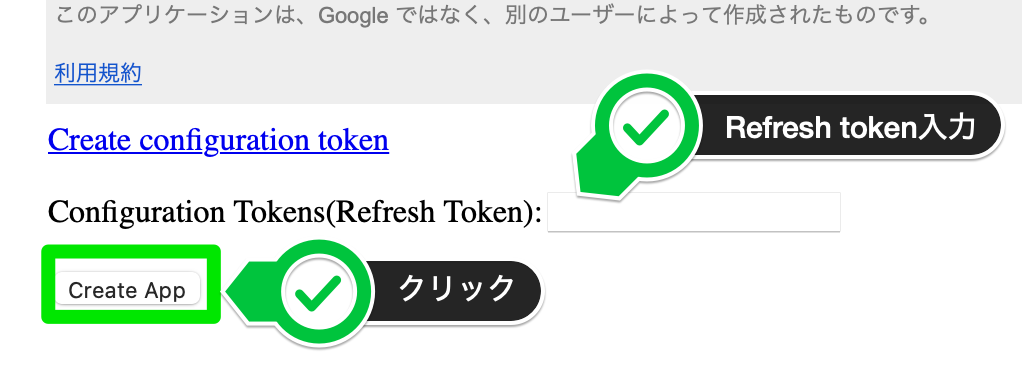 このアプリケーションは、Google ではなく、別のユーザーによって作成されたものです。
利用規約
Create configuration token
Refresh token入力
Configuration Tokens(Refresh Token):
Create App
クリック